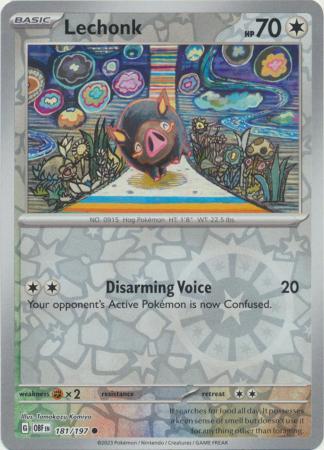 BASIC
Lechonk
HP 70
NO. 0915 Hog Pokémon HT: 1'8" WT: 22.5 lbs.
Disarming Voice 20
Your opponent's Active Pokémon is now Confused.
weakness ×2 resistance retreat
Illus. Tomokazu Komiya
G OBF EN 181/197
It searches for food all day. It possesses
a keen sense of smell but doesn't use it
for anything other than foraging.
©2023 Pokémon / Nintendo / Creatures / GAME FREAK